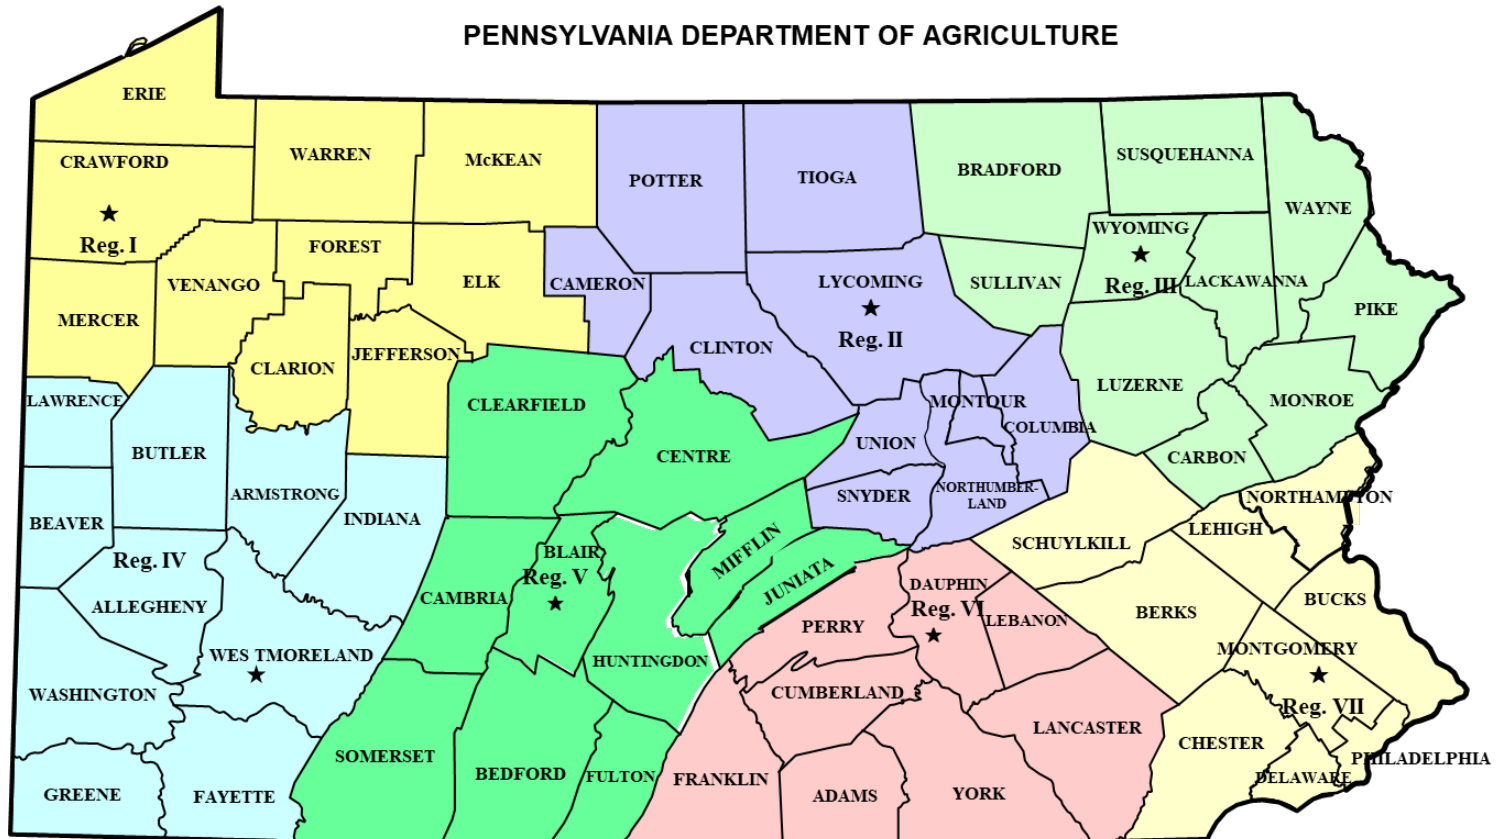 PENNSYLVANIA DEPARTMENT OF AGRICULTURE
ERIE
CRAWFORD
Reg. I
WARREN
McKEAN
POTTER
TIOGA
BRADFORD
SUSQUEHANNA
WAYNE
WYOMING
Reg. III
LACKAWANNA
SULLIVAN
PIKE
FOREST
VENANGO
ELK
CAMERON
LYCOMING
Reg. II
MERCER
CLARION
JEFFERSON
CLINTON
LUZERNE
MONROE
LAWRENCE
BUTLER
CLEARFIELD
CENTRE
MONTOUR
COLUMBIA
UNION
CARBON
BEAVER
ARMSTRONG
INDIANA
SNYDER
NORTHUMBER-
LAND
NORTHAMPTON
LEHIGH
SCHUYLKILL
Reg. IV
ALLEGHENY
BLAIR
Reg. V
CAMBRIA
MIFFLIN
JUNIATA
DAUPHIN
Reg. VI
LEBANON
BERKS
BUCKS
PERRY
WES TMORELAND
HUNTINGDON
MONTGOMERY
Reg. VII
WASHINGTON
CUMBERLAND
LANCASTER
CHESTER
PHILADELPHIA
DELAWARE
SOMERSET
BEDFORD
FULTON
FRANKLIN
ADAMS
YORK
GREENE
FAYETTE